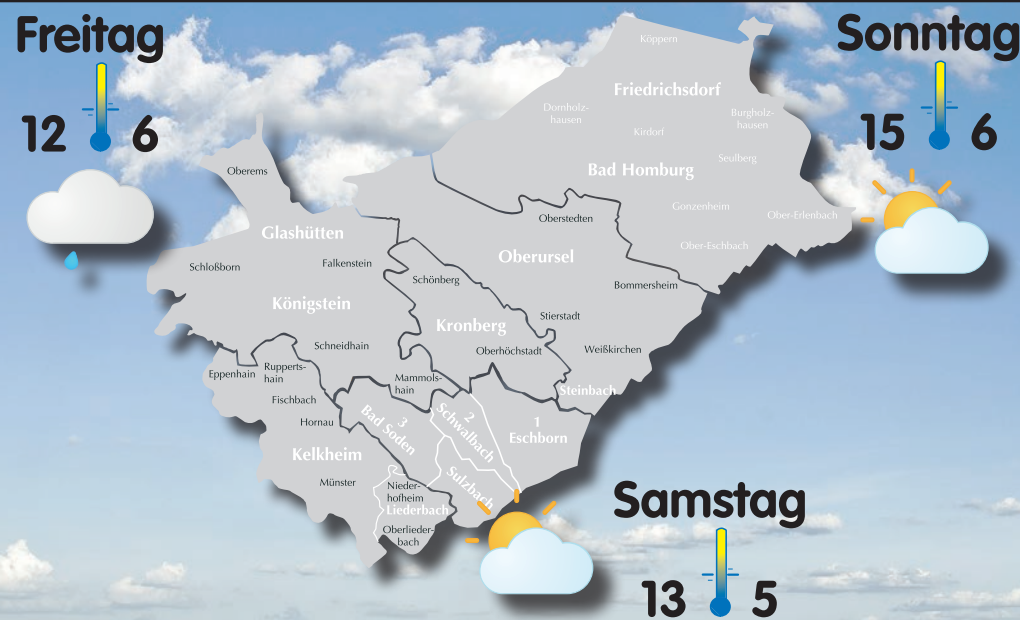 Freitag
12 6
Sonntag
15 6
Samstag
13 5
Köppern
Friedrichsdorf
Dornholz-
hausen
Burgholz-
hausen
Kirdorf
Seulberg
Bad Homburg
Gonzenheim
Ober-Erlenbach
Ober-Eschbach
Oberems
Glashütten
Schloßborn
Falkenstein
Königstein
Schneidhain
Oberstedten
Oberursel
Bommersheim
Schönberg
Kronberg
Stierstadt
Oberhöchstadt
Weißkirchen
Steinbach
Mammols-
hain
Eppenhain
Rupperts-
hain
Fischbach
Hornau
Kelkheim
Münster
3
Bad Soden
2
Schwalbach
1
Eschborn
Sulzbach
Nieder-
hofheim
Liederbach
Oberlieder-
bach